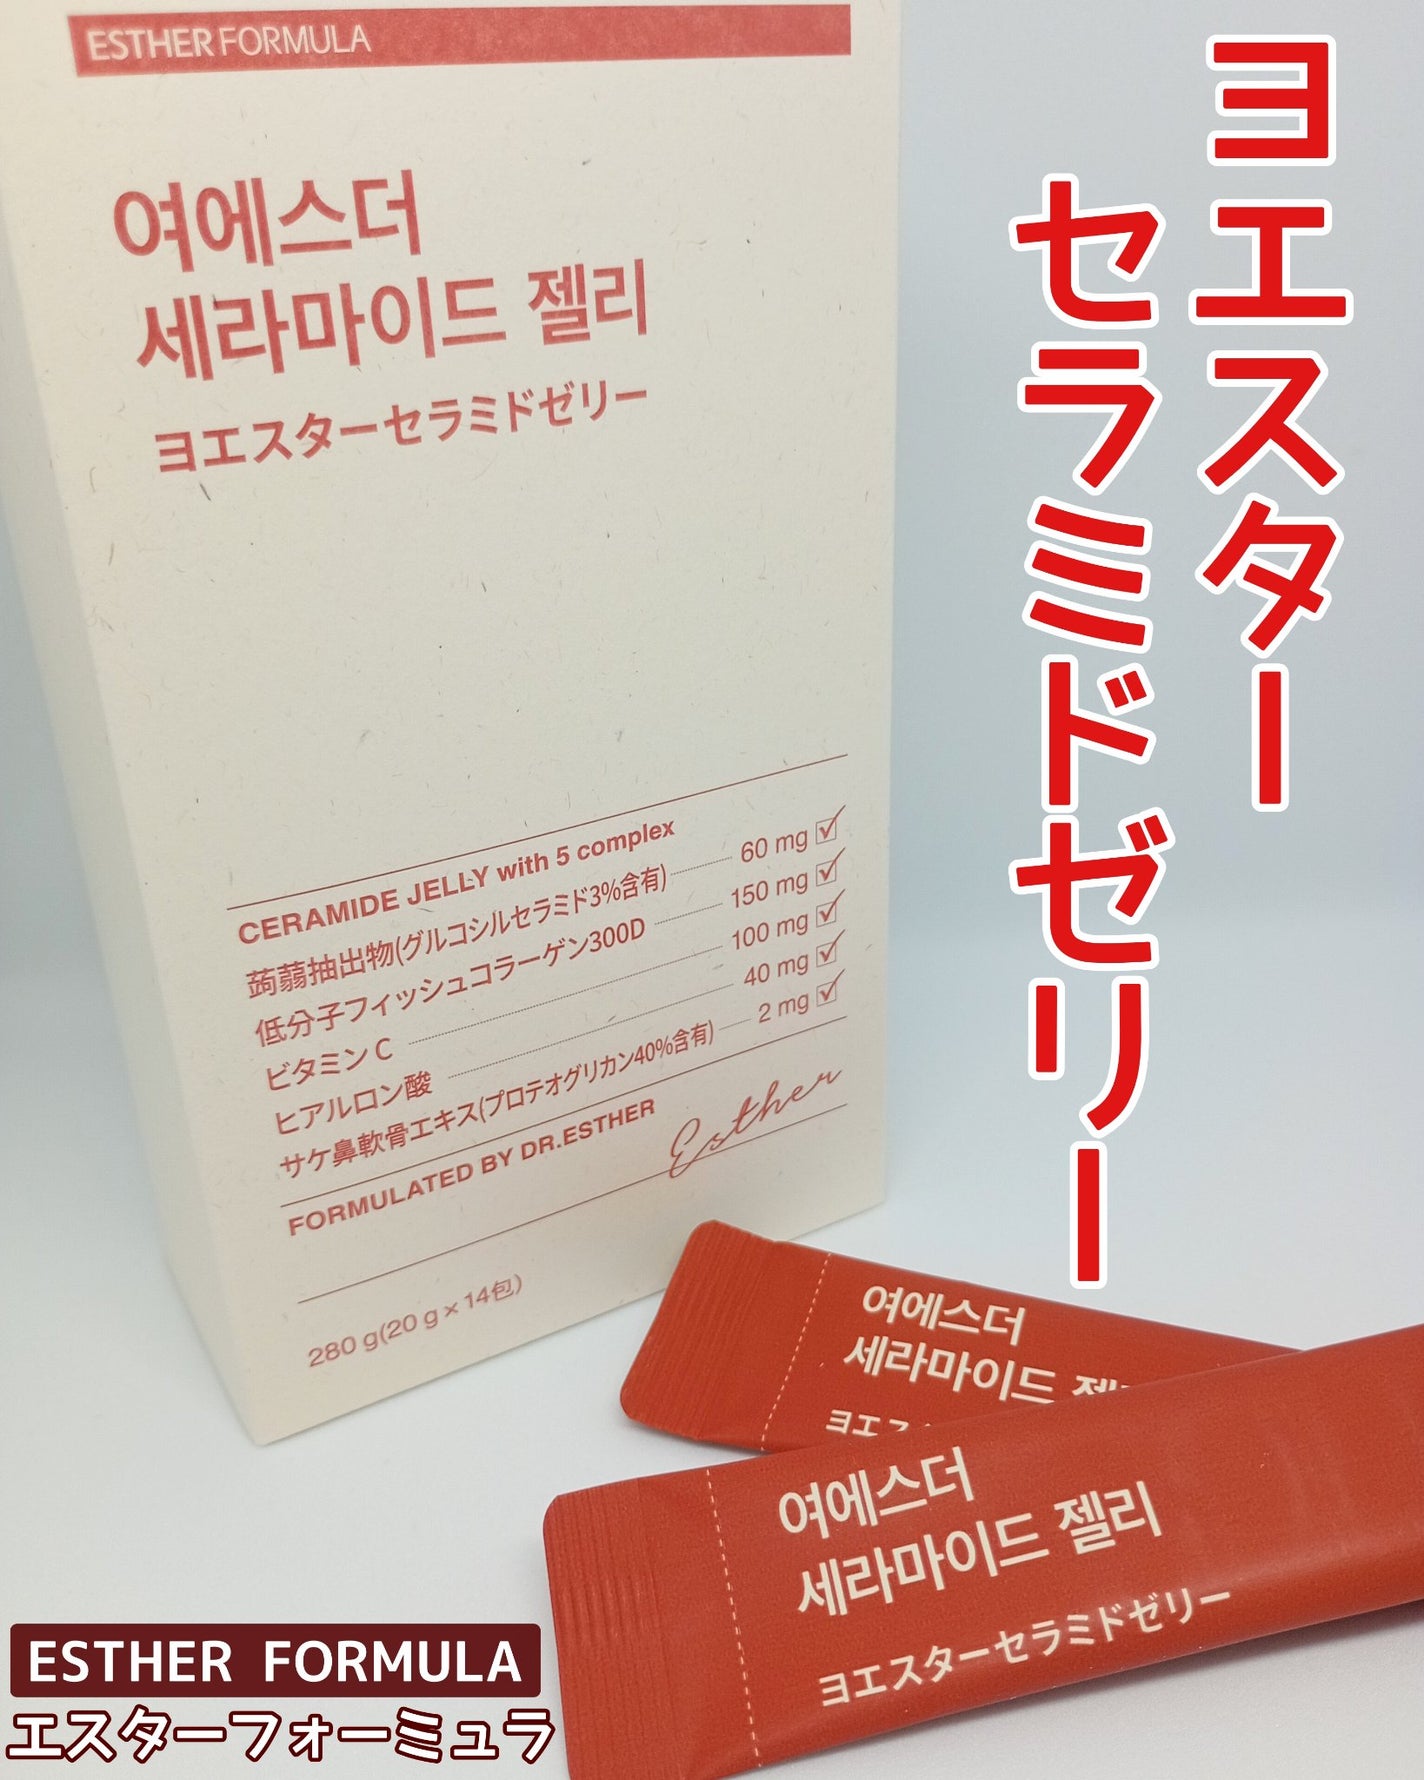 ESTHER FORMULA
여에스더
세라마이드 젤리
ヨエスターセラミドゼリー
CERAMIDE JELLY with 5 complex
蒟蒻抽出物(グルコシルセラミド3%含有) 60 mg
低分子フィッシュコラーゲン300D 150 mg
ビタミン C 100 mg
ヒアルロン酸 40 mg
サケ鼻軟骨エキス(プロテオグリカン40%含有) 2 mg
FORMULATED BY DR.ESTHER
Esther
280 g(20 g × 14包)
ヨエスター
セラミドゼリー
여에스더
세라마이드
ヨエス
여에스더
세라마이드 젤리
ヨエスターセラミドゼリー
ESTHER FORMULA
エスターフォーミュラ